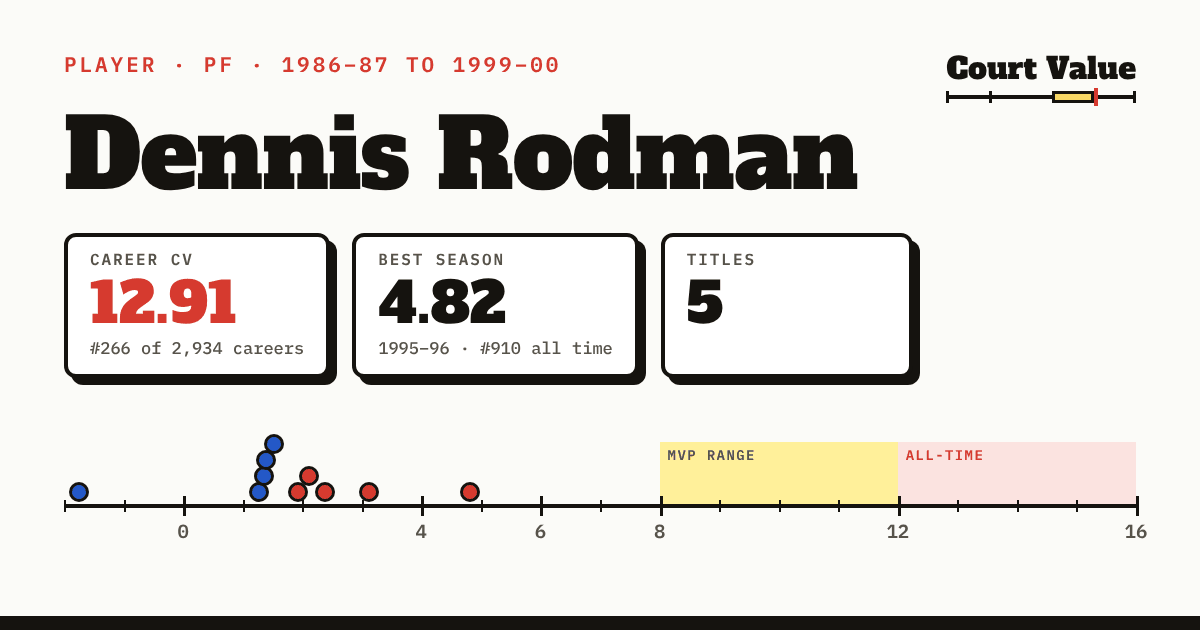 PLAYER · PF · 1986–87 TO 1999–00
Court Value
Dennis Rodman
CAREER CV
12.91
#266 of 2,934 careers
BEST SEASON
4.82
1995–96 · #910 all time
TITLES
5
MVP RANGE
ALL-TIME
0 4 6 8 12 16